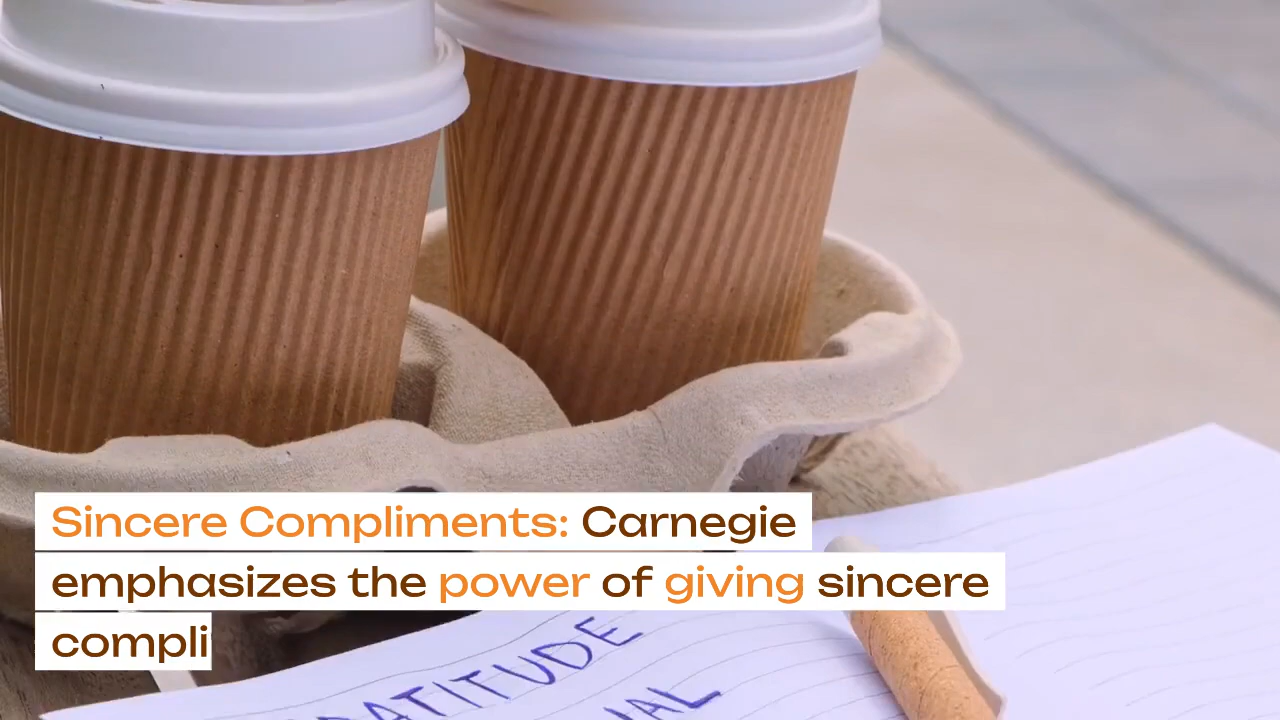 Sincere Compliments: Carnegie
emphasizes the power of giving sincere
compli